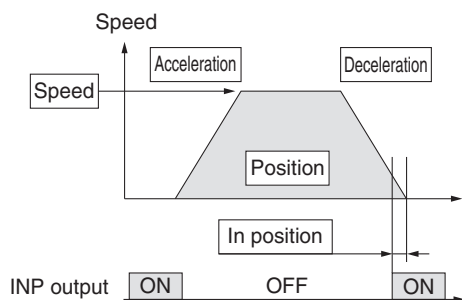 Speed
Acceleration
Deceleration
Speed
Position
In position
INP output
ON
OFF
ON